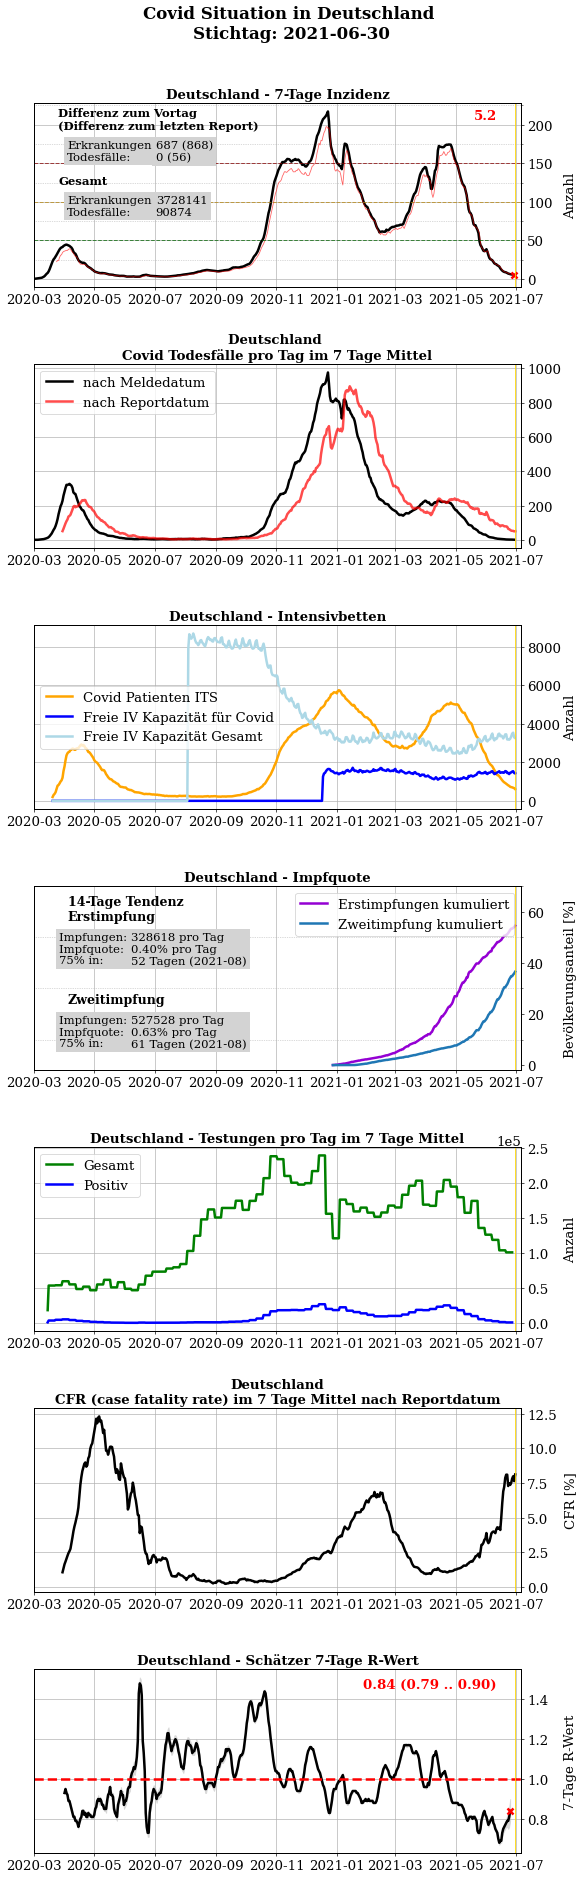 Covid Situation in Deutschland
Stichtag: 2021-06-30
Deutschland - 7-Tage Inzidenz
Differenz zum Vortag
(Differenz zum letzten Report)
5.2
Erkrankungen 687 (868)
Todesfälle: 0 (56)
Gesamt
Erkrankungen 3728141
Todesfälle: 90874
200
150
100
50
0
Anzahl
2020-03 2020-05 2020-07 2020-09 2020-11 2021-01 2021-03 2021-05 2021-07
Deutschland
Covid Todesfälle pro Tag im 7 Tage Mittel
nach Meldedatum
nach Reportdatum
1000
800
600
400
200
0
2020-03 2020-05 2020-07 2020-09 2020-11 2021-01 2021-03 2021-05 2021-07
Deutschland - Intensivbetten
Covid Patienten ITS
Freie IV Kapazität für Covid
Freie IV Kapazität Gesamt
8000
6000
4000
2000
0
Anzahl
2020-03 2020-05 2020-07 2020-09 2020-11 2021-01 2021-03 2021-05 2021-07
Deutschland - Impfquote
14-Tage Tendenz
Erstimpfung
Impfungen: 328618 pro Tag
Impfquote: 0.40% pro Tag
75% in: 52 Tagen (2021-08)
Zweitimpfung
Impfungen: 527528 pro Tag
Impfquote: 0.63% pro Tag
75% in: 61 Tagen (2021-08)
Erstimpfungen kumuliert
Zweitimpfung kumuliert
60
40
20
0
Bevölkerungsanteil [%]
2020-03 2020-05 2020-07 2020-09 2020-11 2021-01 2021-03 2021-05 2021-07
Deutschland - Testungen pro Tag im 7 Tage Mittel
1e5
Gesamt
Positiv
2.5
2.0
1.5
1.0
0.5
0.0
Anzahl
2020-03 2020-05 2020-07 2020-09 2020-11 2021-01 2021-03 2021-05 2021-07
Deutschland
CFR (case fatality rate) im 7 Tage Mittel nach Reportdatum
12.5
10.0
7.5
5.0
2.5
0.0
CFR [%]
2020-03 2020-05 2020-07 2020-09 2020-11 2021-01 2021-03 2021-05 2021-07
Deutschland - Schätzer 7-Tage R-Wert
0.84 (0.79 .. 0.90)
1.4
1.2
1.0
0.8
7-Tage R-Wert
2020-03 2020-05 2020-07 2020-09 2020-11 2021-01 2021-03 2021-05 2021-07